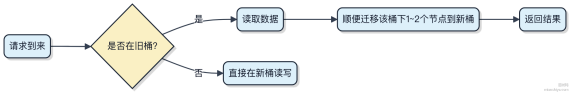 请求到来
是否在旧桶?
是
读取数据
顺便迁移该桶下1~2个节点到新桶
返回结果
否
直接在新桶读写